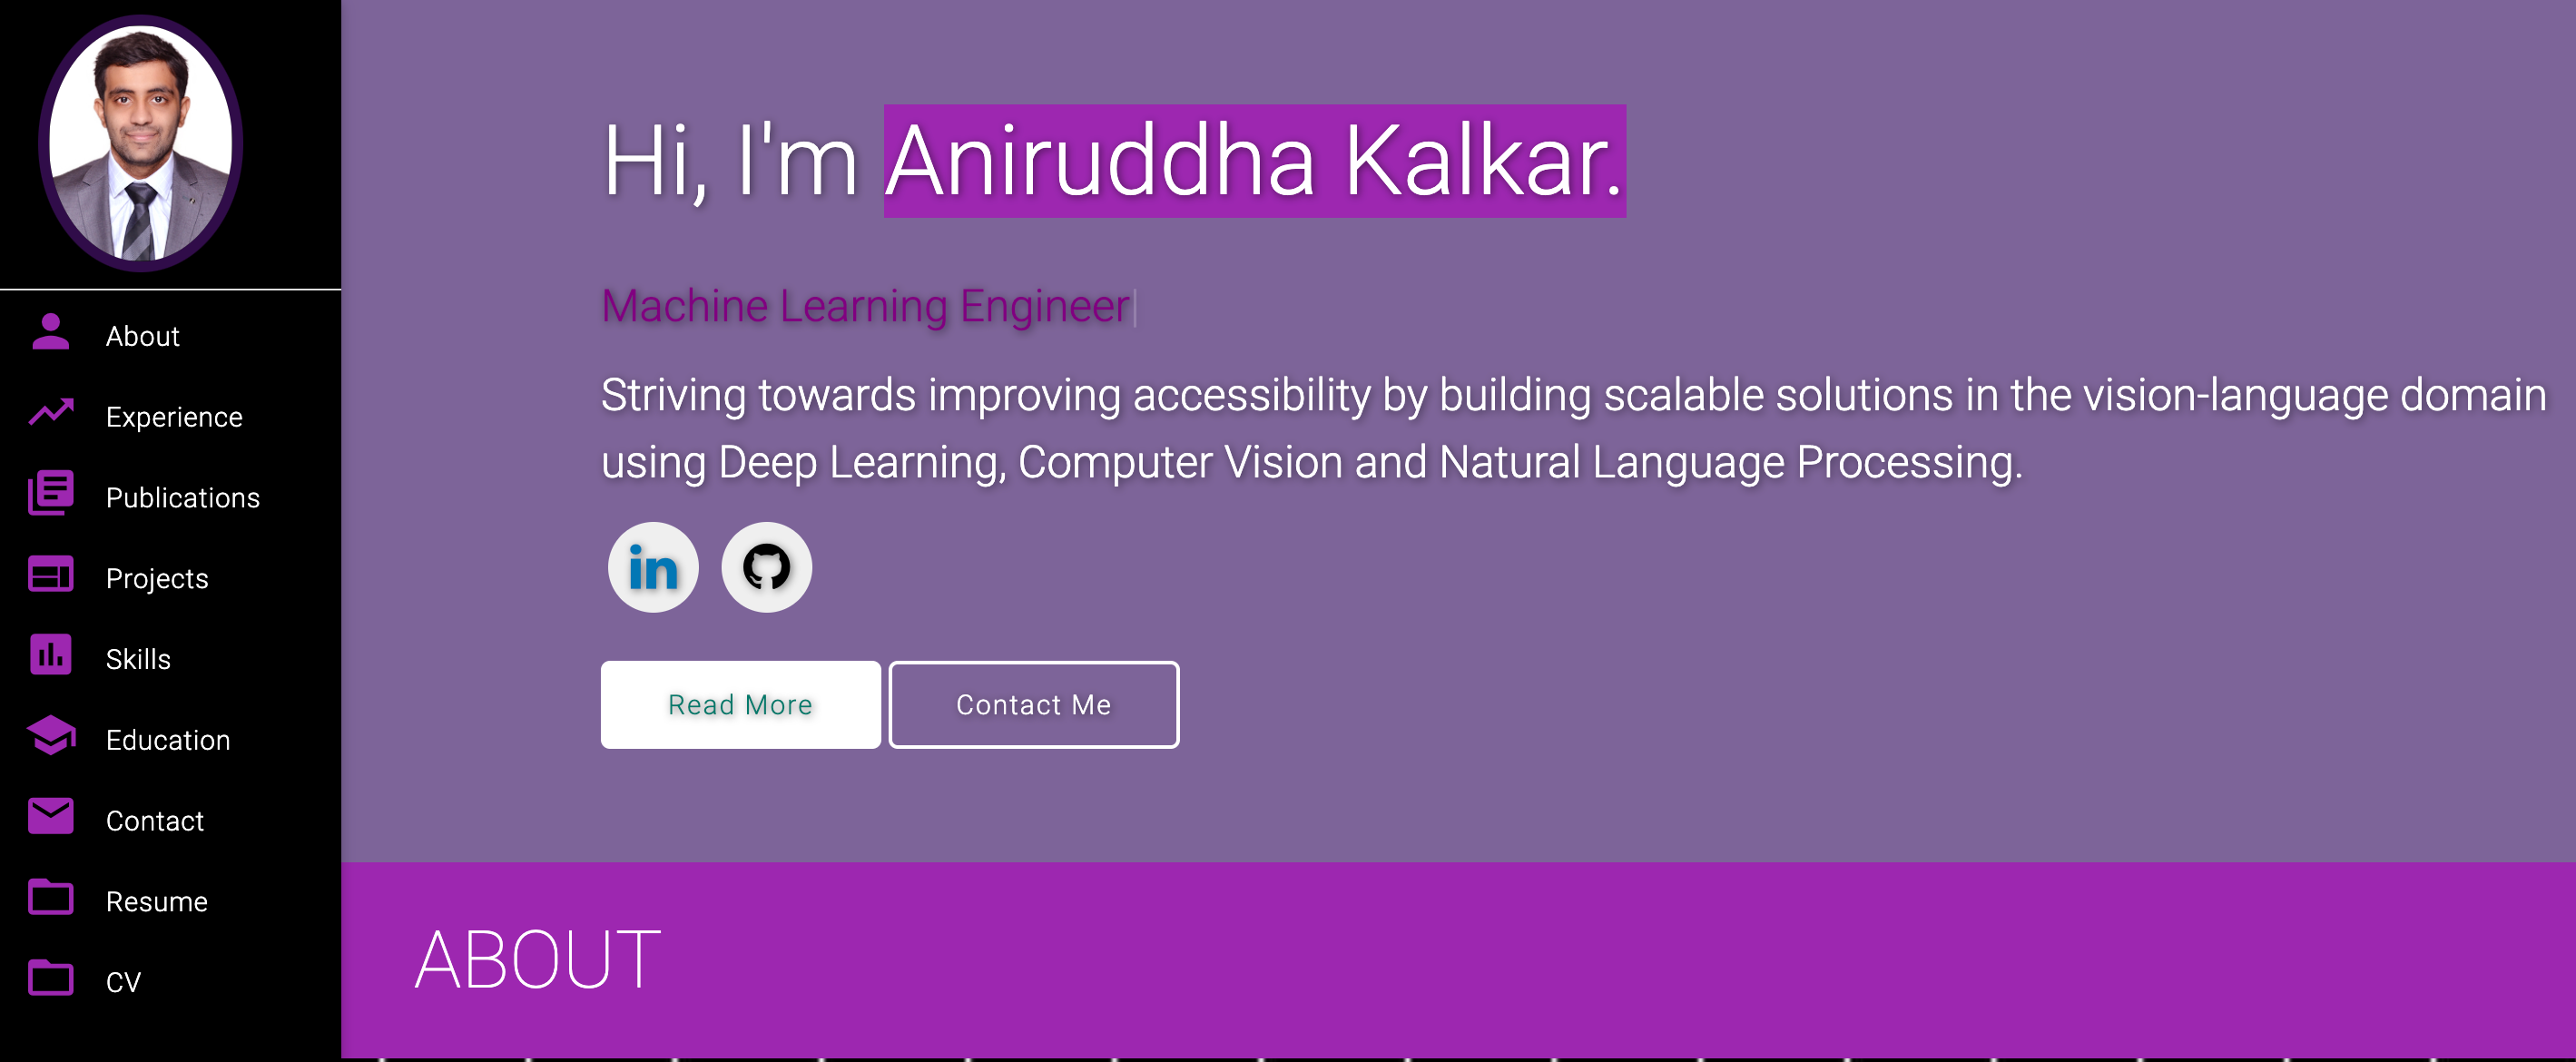 About
Experience
Publications
Projects
Skills
Education
Contact
Resume
CV
Hi, I'm Aniruddha Kalkar.
Machine Learning Engineer
Striving towards improving accessibility by building scalable solutions in the vision-language domain
using Deep Learning, Computer Vision and Natural Language Processing.
in
Read More
Contact Me
ABOUT